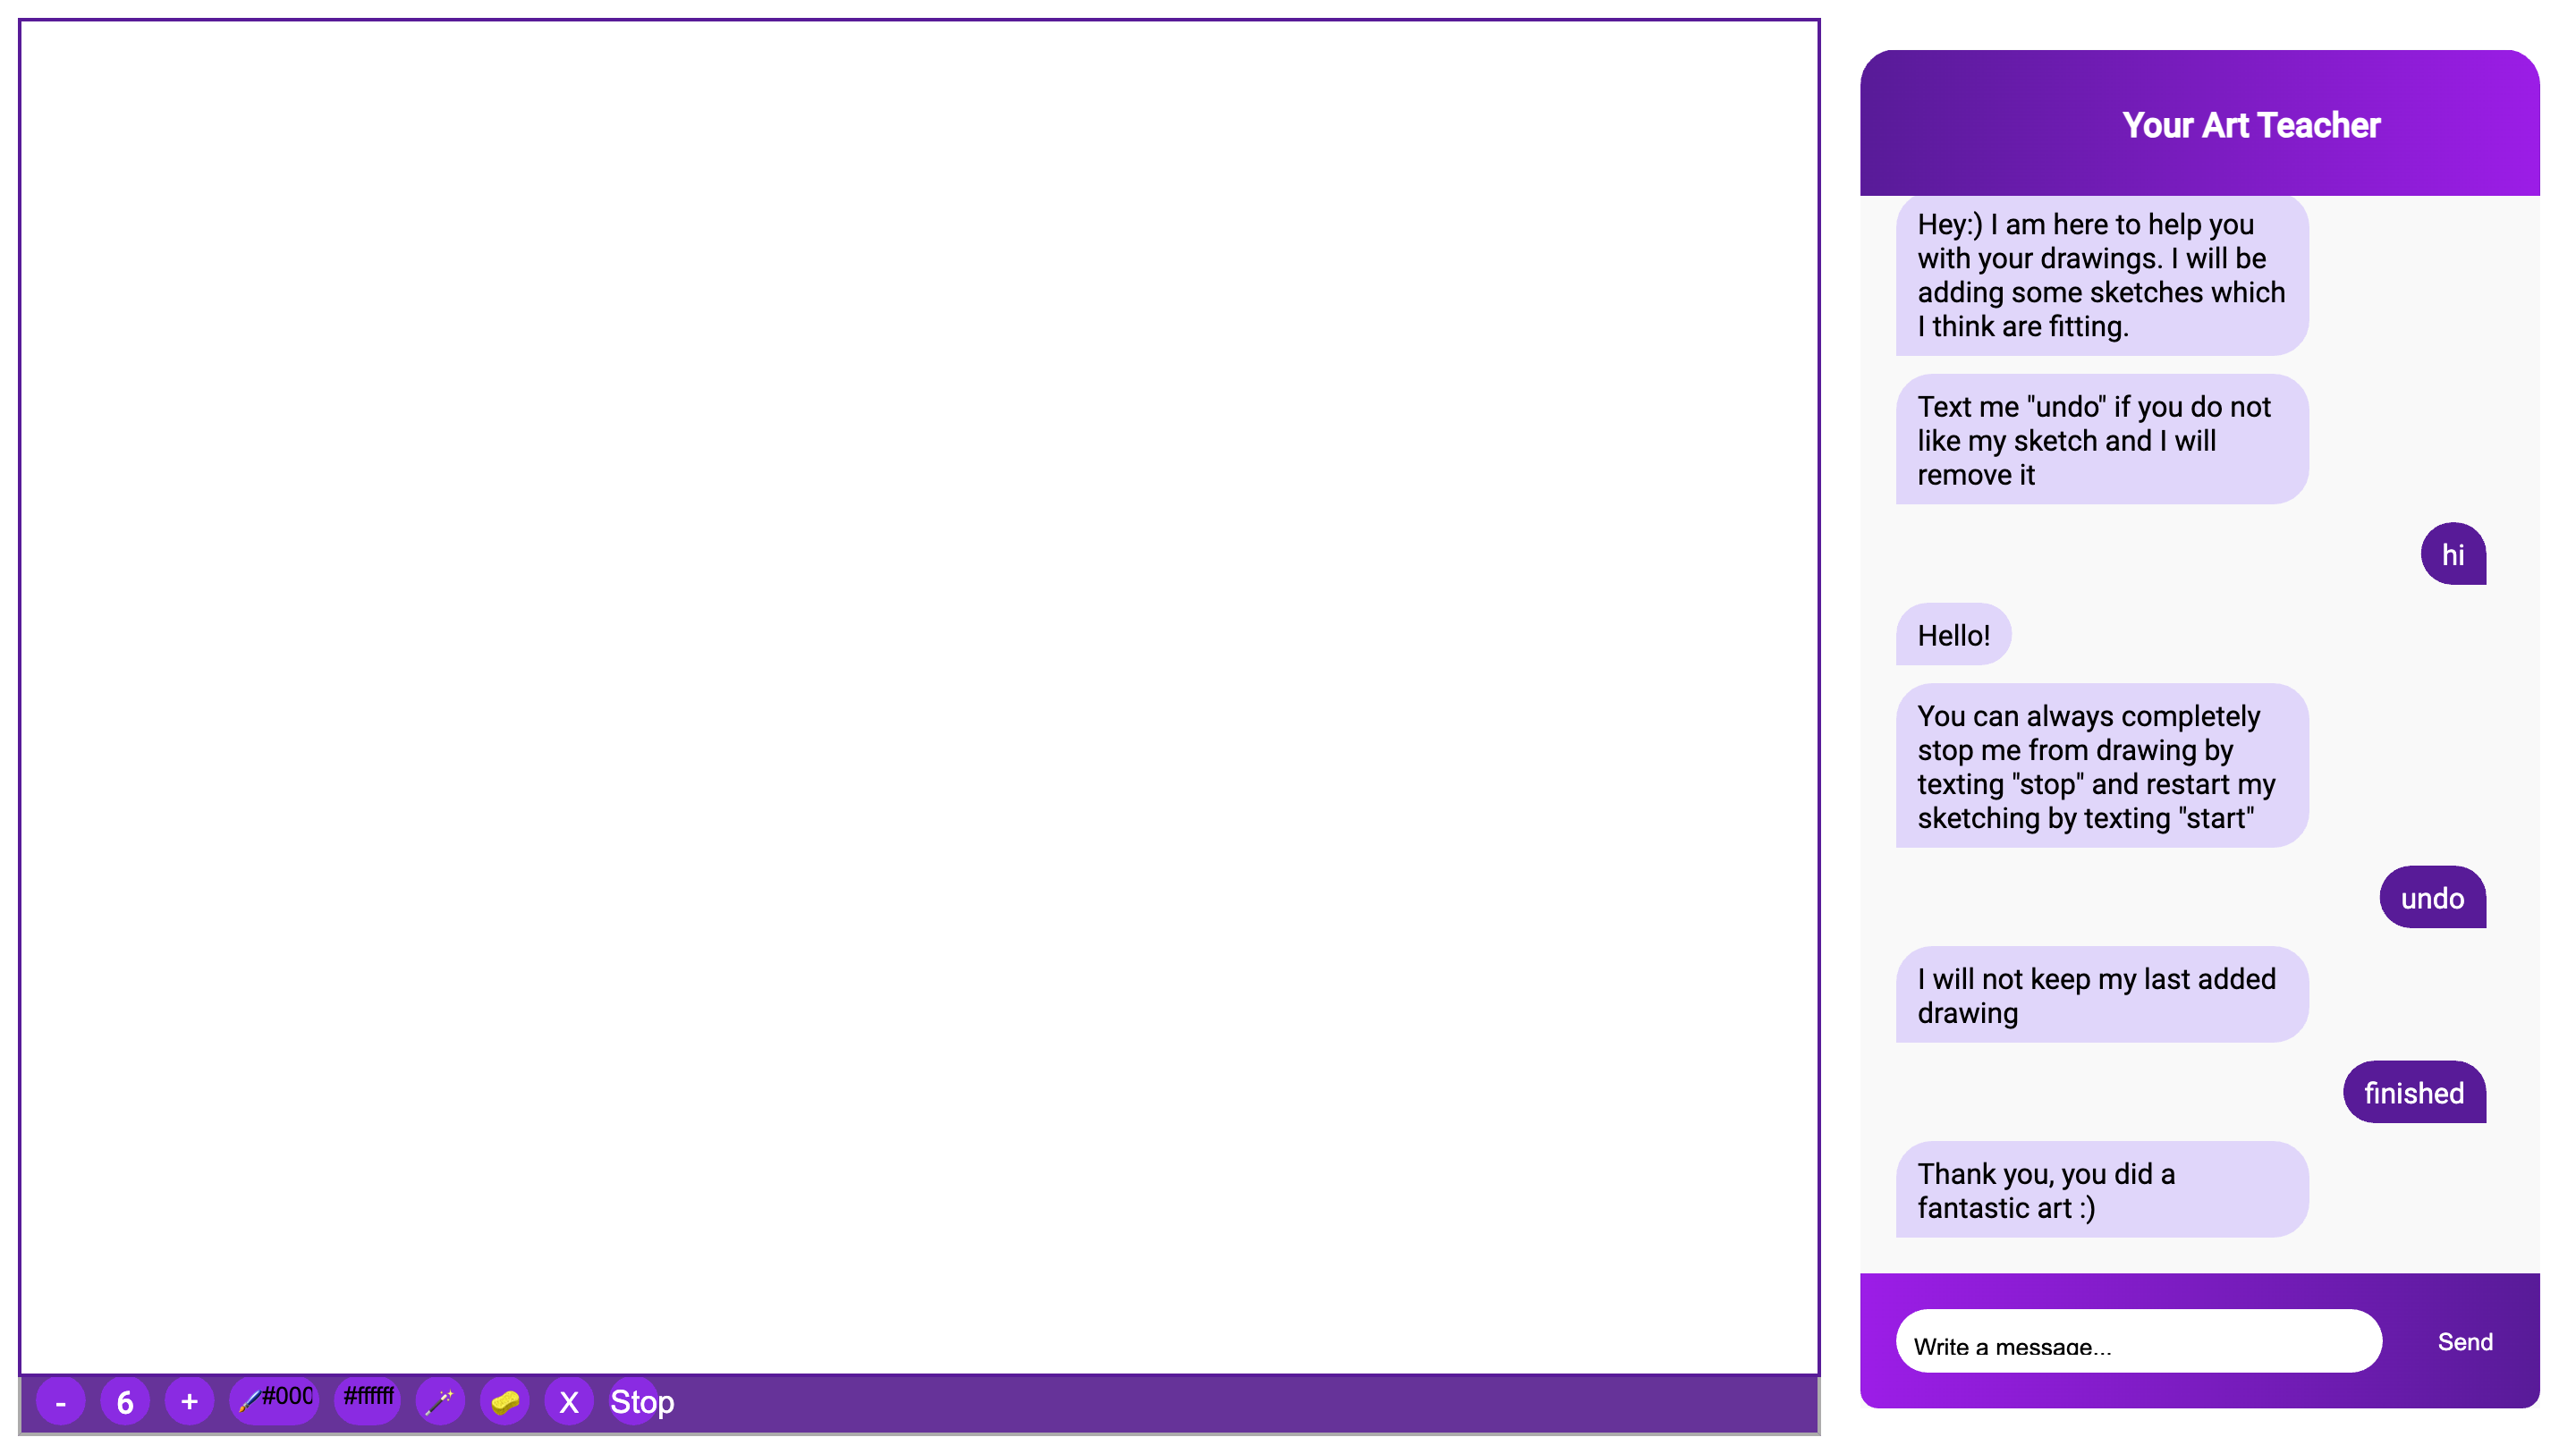 Your Art Teacher
Hey:) I am here to help you
with your drawings. I will be
adding some sketches which
I think are fitting.
Text me "undo" if you do not
like my sketch and I will
remove it
hi
Hello!
You can always completely
stop me from drawing by
texting "stop" and restart my
sketching by texting "start"
undo
I will not keep my last added
drawing
finished
Thank you, you did a
fantastic art :)
Write a message...
Send
- 6 + #000 #ffffff X Stop